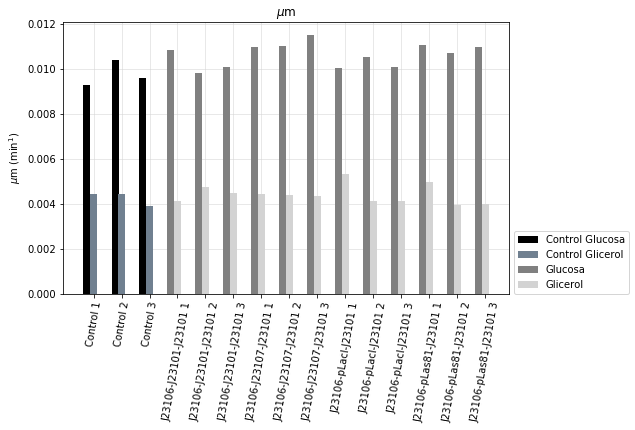 μm
0.012
0.010
0.008
0.006
0.004
0.002
0.000
μm (min¹)
Control 1
Control 2
Control 3
J23106-J23101-J23101 1
J23106-J23101-J23101 2
J23106-J23101-J23101 3
J23106-J23107-J23101 1
J23106-J23107-J23101 2
J23106-J23107-J23101 3
J23106-pLacI-J23101 1
J23106-pLacI-J23101 2
J23106-pLacI-J23101 3
J23106-pLas81-J23101 1
J23106-pLas81-J23101 2
J23106-pLas81-J23101 3
Control Glucosa
Control Glicerol
Glucosa
Glicerol